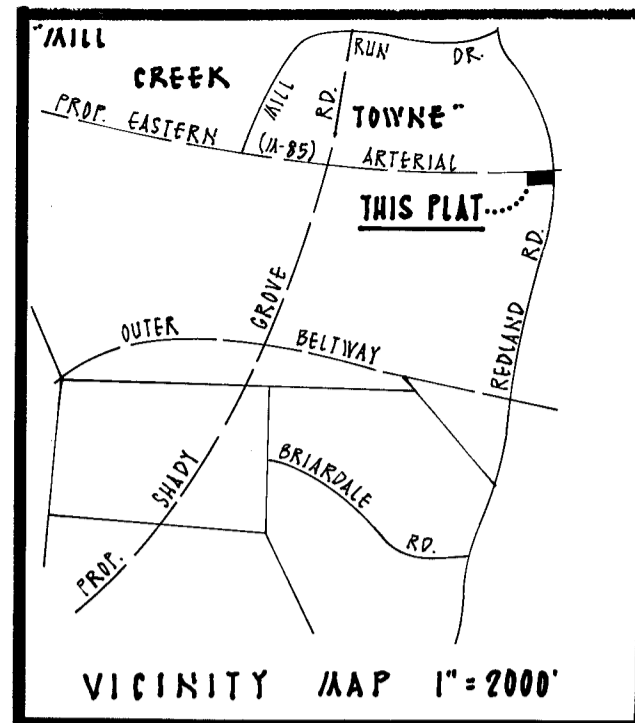 "MILL
CREEK
TOWNE"
MILL
RUN
DR.
PROP. EASTERN
(M-85)
ARTERIAL
THIS PLAT
REDLAND
RD.
PROP.
SHADY
GROVE
RD.
OUTER
BELTWAY
BRIARDALE
RD.
VICINITY MAP 1" = 2000'